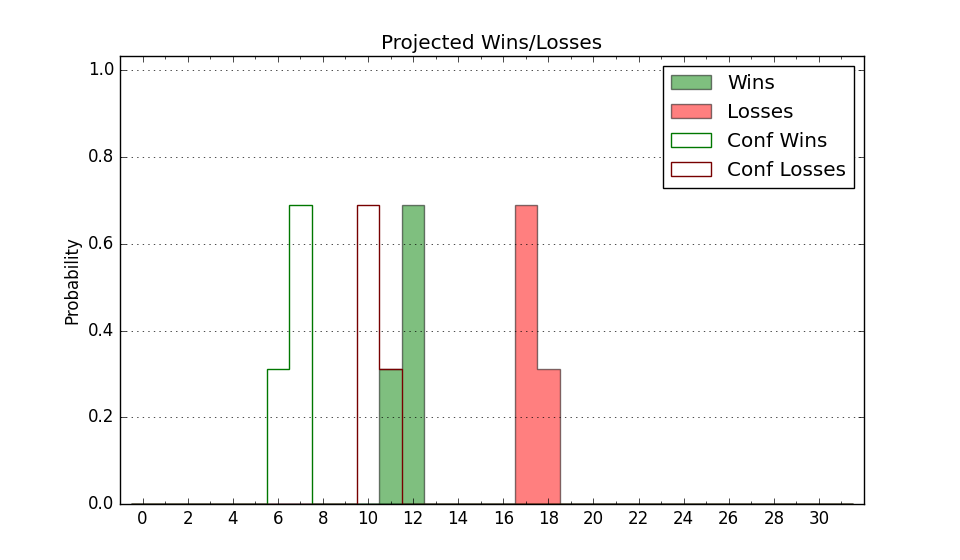 Projected Wins/Losses
1.0
0.8
0.6
0.4
0.2
0.0
Probability
Wins
Losses
Conf Wins
Conf Losses
0 2 4 6 8 10 12 14 16 18 20 22 24 26 28 30